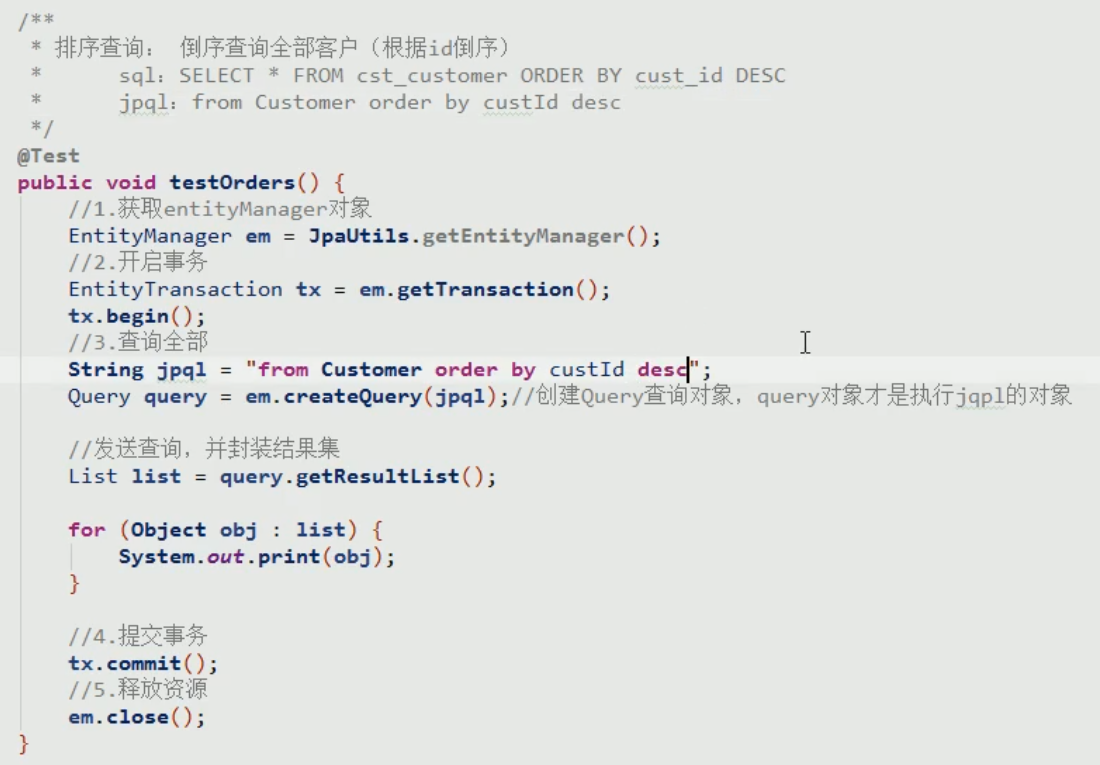 /**
 * 排序查询： 倒序查询全部客户（根据id倒序）
 *      sql：SELECT * FROM cst_customer ORDER BY cust_id DESC
 *      jpql：from Customer order by custId desc
 */
@Test
public void testOrders() {
    //1.获取entityManager对象
    EntityManager em = JpaUtils.getEntityManager();
    //2.开启事务
    EntityTransaction tx = em.getTransaction();
    tx.begin();
    //3.查询全部
    String jpql = "from Customer order by custId desc";
    Query query = em.createQuery(jpql);//创建Query查询对象，query对象才是执行jqpl的对象
    //发送查询，并封装结果集
    List list = query.getResultList();
    for (Object obj : list) {
        System.out.print(obj);
    }
    //4.提交事务
    tx.commit();
    //5.释放资源
    em.close();
}